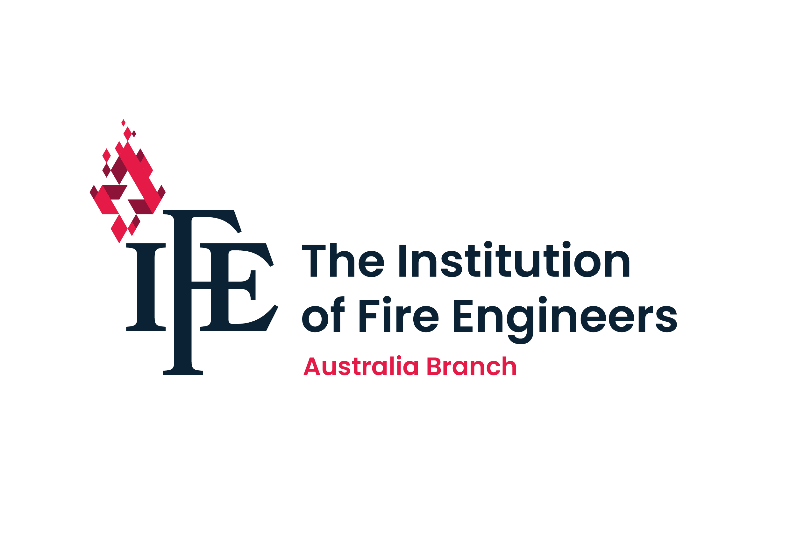 IFE
The Institution
of Fire Engineers
Australia Branch